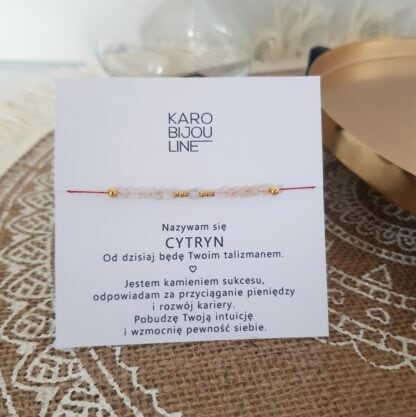 KARO
BIJOU
LINE
Nazywam się
CYTRYN
Od dzisiaj będę Twoim talizmanem.
♡
Jestem kamieniem sukcesu,
odpowiadam za przyciąganie pieniędzy
i rozwój kariery.
Pobudzę Twoją intuicję
i wzmocnię pewność siebie.